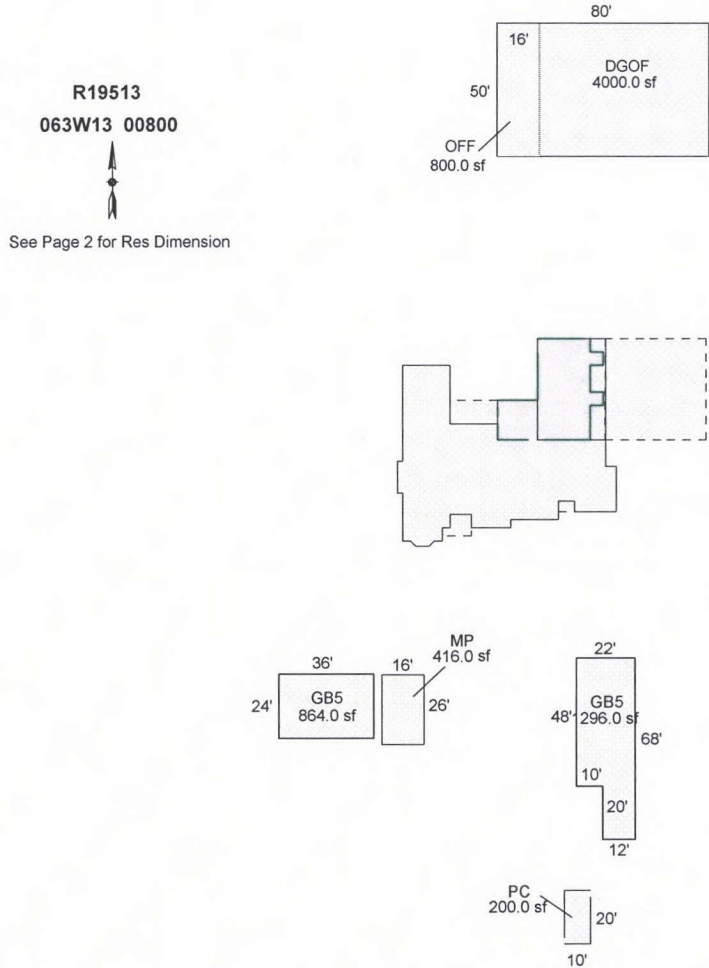 80'
16'
DGOF
4000.0 sf
50'
OFF
800.0 sf
R19513
063W13 00800
See Page 2 for Res Dimension
MP
416.0 sf
36'
16'
24'
GB5
864.0 sf
26'
22'
GB5
1296.0 sf
48'
68'
10'
20'
12'
PC
200.0 sf
20'
10'